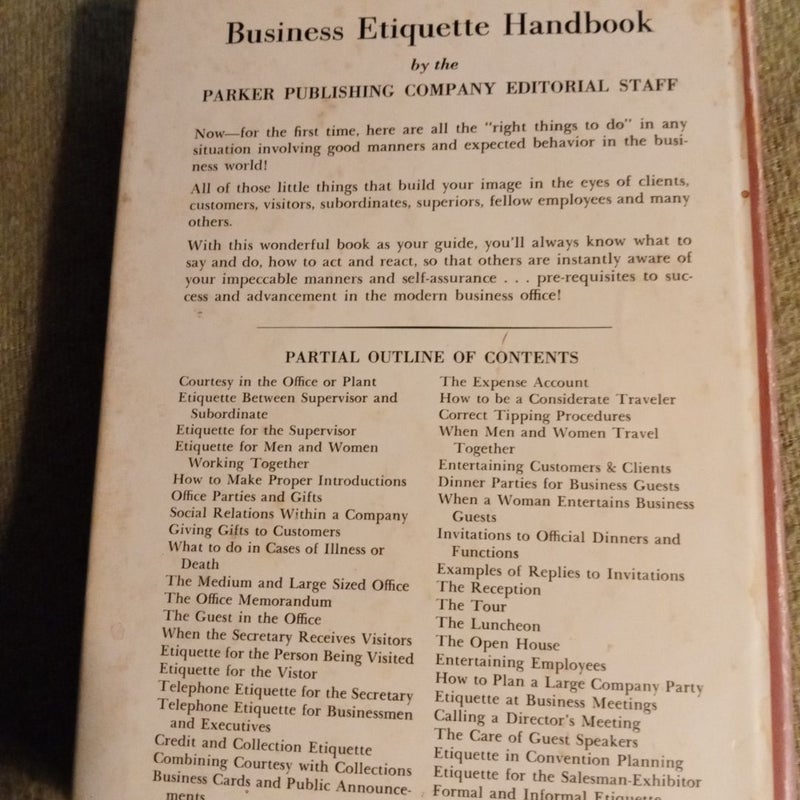 Business Etiquette Handbook
by the
PARKER PUBLISHING COMPANY EDITORIAL STAFF
Now—for the first time, here are all the "right things to do" in any
situation involving good manners and expected behavior in the busi-
ness world!
All of those little things that build your image in the eyes of clients,
customers, visitors, subordinates, superiors, fellow employees and many
others.
With this wonderful book as your guide, you'll always know what to
say and do, how to act and react, so that others are instantly aware of
your impeccable manners and self-assurance . . . pre-requisites to suc-
cess and advancement in the modern business office!
PARTIAL OUTLINE OF CONTENTS
Courtesy in the Office or Plant
Etiquette Between Supervisor and
Subordinate
Etiquette for the Supervisor
Etiquette for Men and Women
Working Together
How to Make Proper Introductions
Office Parties and Gifts
Social Relations Within a Company
Giving Gifts to Customers
What to do in Cases of Illness or
Death
The Medium and Large Sized Office
The Office Memorandum
The Guest in the Office
When the Secretary Receives Visitors
Etiquette for the Person Being Visited
Etiquette for the Vistor
Telephone Etiquette for the Secretary
Telephone Etiquette for Businessmen
and Executives
Credit and Collection Etiquette
Combining Courtesy with Collections
Business Cards and Public Announce-
ments
The Expense Account
How to be a Considerate Traveler
Correct Tipping Procedures
When Men and Women Travel
Together
Entertaining Customers & Clients
Dinner Parties for Business Guests
When a Woman Entertains Business
Guests
Invitations to Official Dinners and
Functions
Examples of Replies to Invitations
The Reception
The Tour
The Luncheon
The Open House
Entertaining Employees
How to Plan a Large Company Party
Etiquette at Business Meetings
Calling a Director's Meeting
The Care of Guest Speakers
Etiquette in Convention Planning
Etiquette for the Salesman-Exhibitor
Formal and Informal Etiquette